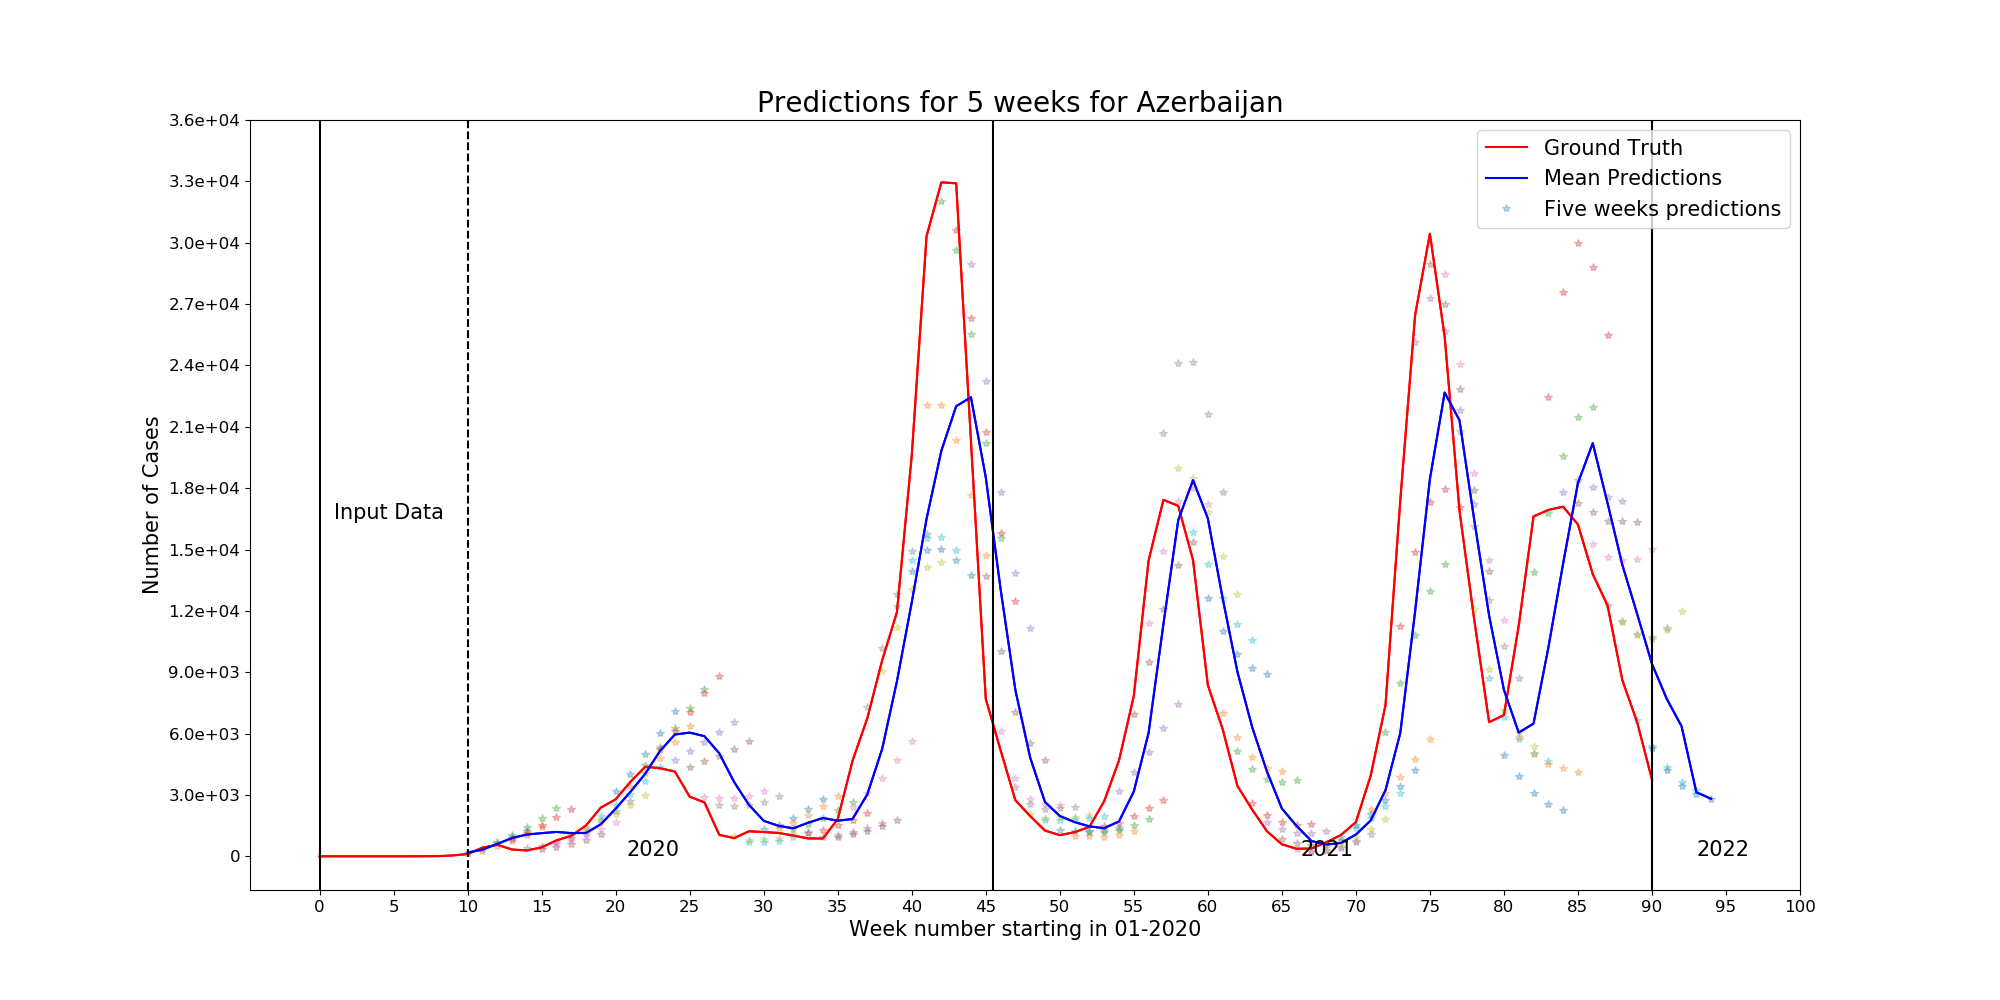 Predictions for 5 weeks for Azerbaijan
3.6e+04
3.3e+04
3.0e+04
2.7e+04
2.4e+04
2.1e+04
1.8e+04
1.5e+04
1.2e+04
9.0e+03
6.0e+03
3.0e+03
0
Number of Cases
Ground Truth
Mean Predictions
Five weeks predictions
Input Data
2020
2021
2022
0 5 10 15 20 25 30 35 40 45 50 55 60 65 70 75 80 85 90 95 100
Week number starting in 01-2020